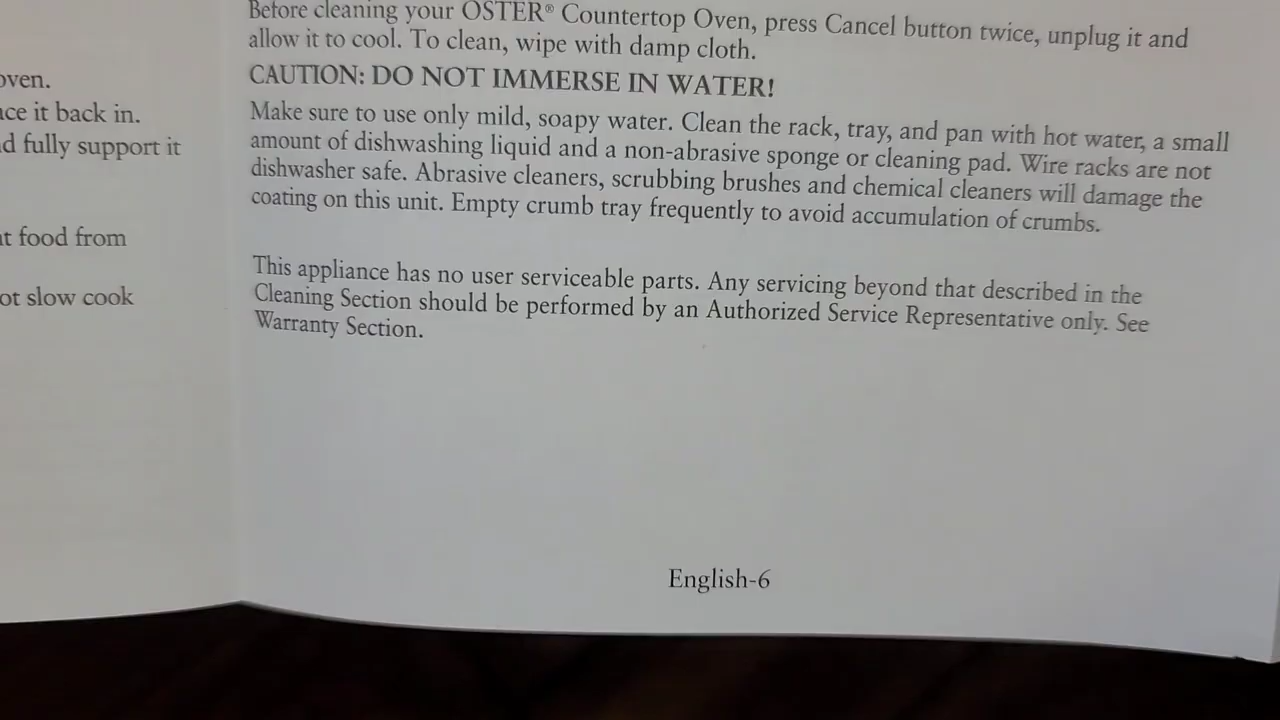 oven.
ce it back in.
d fully support it
t food from
ot slow cook
Before cleaning your OSTER® Countertop Oven, press Cancel button twice, unplug it and
allow it to cool. To clean, wipe with damp cloth.
CAUTION: DO NOT IMMERSE IN WATER!
Make sure to use only mild, soapy water. Clean the rack, tray, and pan with hot water, a small
amount of dishwashing liquid and a non-abrasive sponge or cleaning pad. Wire racks are not
dishwasher safe. Abrasive cleaners, scrubbing brushes and chemical cleaners will damage the
coating on this unit. Empty crumb tray frequently to avoid accumulation of crumbs.
This appliance has no user serviceable parts. Any servicing beyond that described in the
Cleaning Section should be performed by an Authorized Service Representative only. See
Warranty Section.
English-6